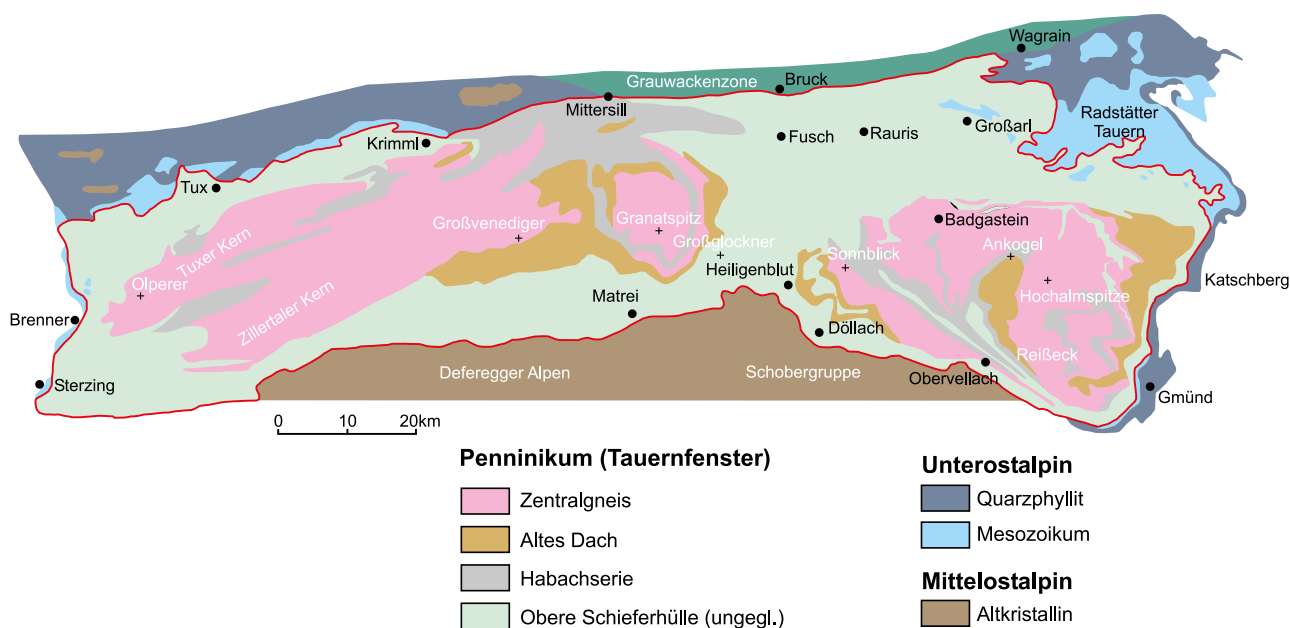 Wagrain
Grauwackenzone
Bruck
Mittersill
Radstätter
Tauern
Großarl
Rauris
Fusch
Krimml
Tux
Großvenediger
Granatspitz
Badgastein
Tuxer Kern
Großglockner
Sonnblick
Ankogel
Heiligenblut
Olperer
Hochalmspitze
Katschberg
Matrei
Brenner
Zillertaler Kern
Döllach
Reißeck
Deferegger Alpen
Schobergruppe
Obervellach
Sterzing
Gmünd
0 10 20km
Penninikum (Tauernfenster)
Zentralgneis
Altes Dach
Habachserie
Obere Schieferhülle (ungegl.)
Unterostalpin
Quarzphyllit
Mesozoikum
Mittelostalpin
Altkristallin